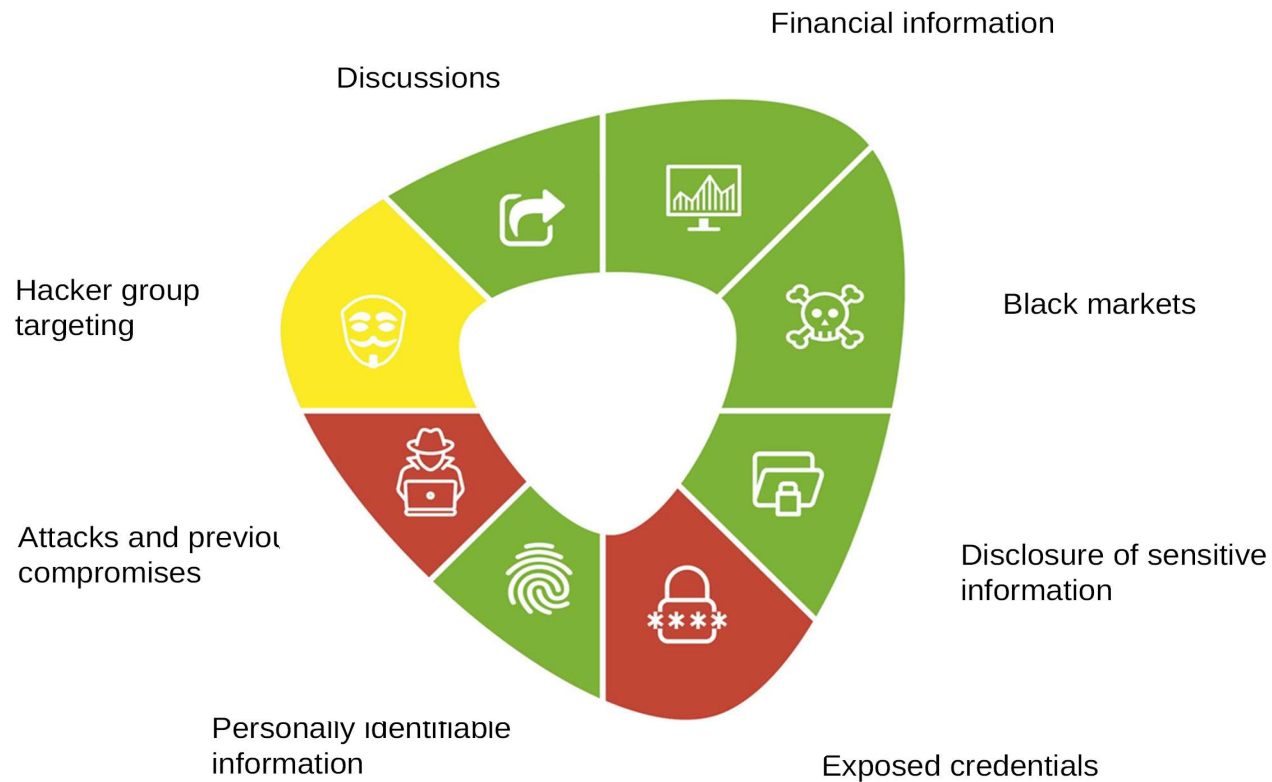 Financial information
Discussions
Hacker group
targeting
Black markets
Attacks and previou
compromises
Disclosure of sensitive
information
****
Personally identifiable
information
Exposed credentials